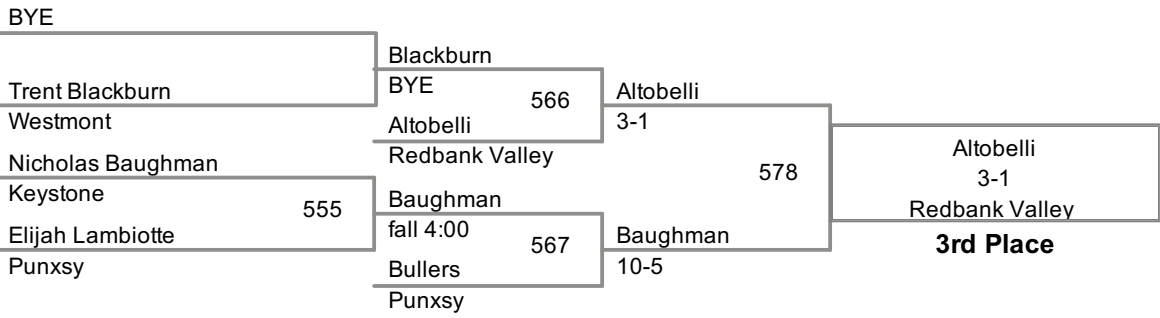 BYE
Trent Blackburn
Westmont
Nicholas Baughman
Keystone
555
Elijah Lambiotte
Punxsy
Blackburn
BYE
566
Altobelli
Redbank Valley
Baughman
fall 4:00
567
Bullers
Punxsy
Altobelli
3-1
578
Baughman
10-5
Altobelli
3-1
Redbank Valley
3rd Place